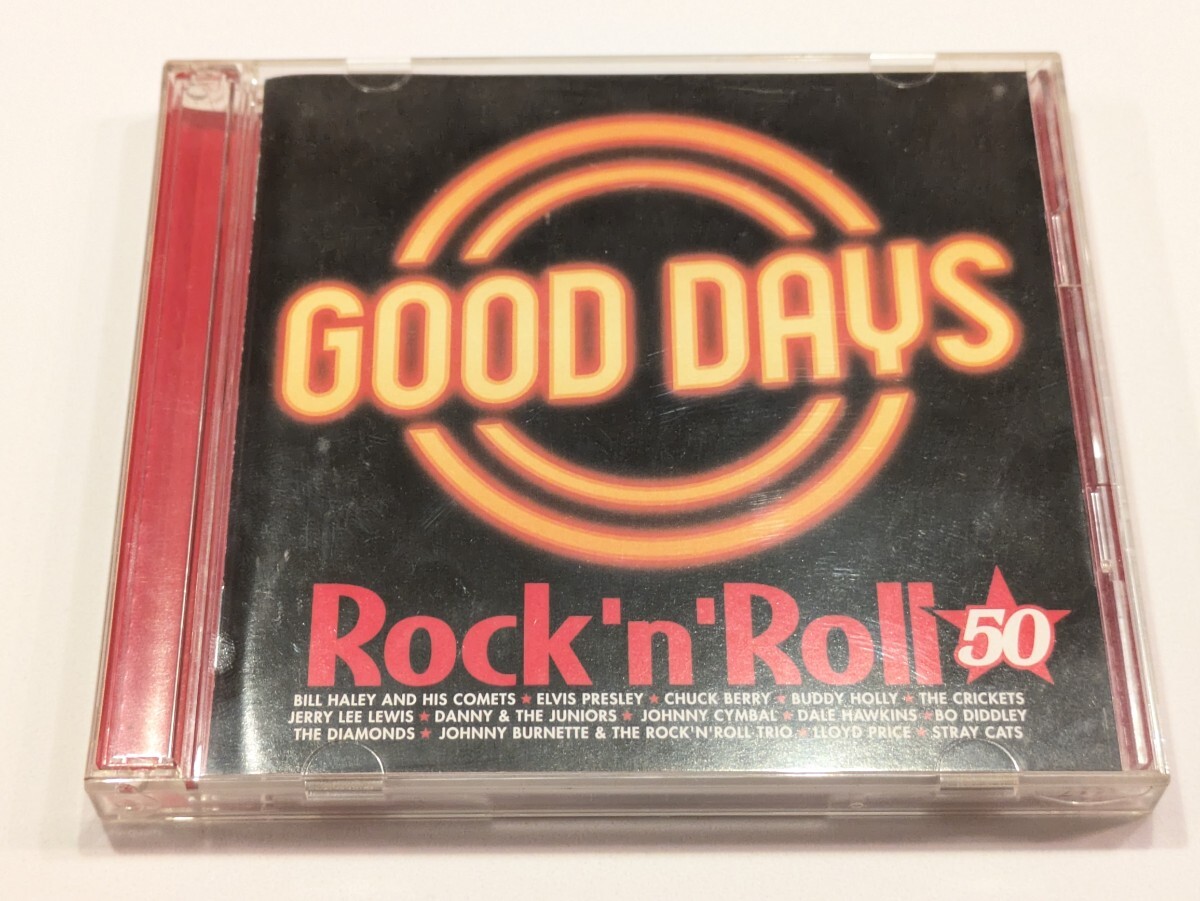 GOOD DAYS
Rock'n'Roll 50
BILL HALEY AND HIS COMETS ★ ELVIS PRESLEY ★ CHUCK BERRY ★ BUDDY HOLLY ★ THE CRICKETS
JERRY LEE LEWIS ★ DANNY & THE JUNIORS ★ JOHNNY CYMBAL ★ DALE HAWKINS ★ BO DIDDLEY
THE DIAMONDS ★ JOHNNY BURNETTE & THE ROCK'N'ROLL TRIO ★ LLOYD PRICE ★ STRAY CATS